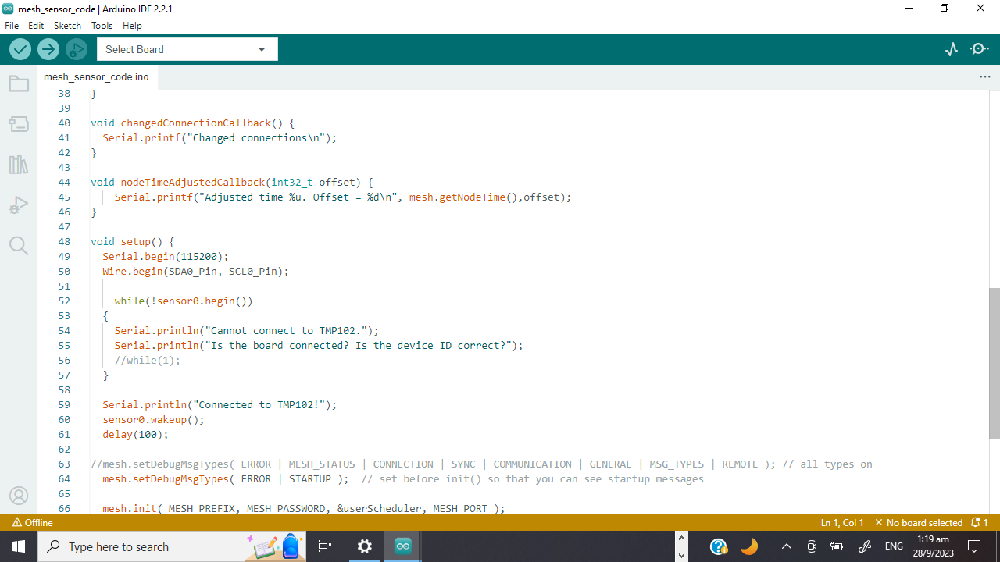 mesh_sensor_code | Arduino IDE 2.2.1
File Edit Sketch Tools Help
Select Board
mesh_sensor_code.ino
38 }
39
40 void changedConnectionCallback() {
41 Serial.printf("Changed connections\n");
42 }
43
44 void nodeTimeAdjustedCallback(int32_t offset) {
45 Serial.printf("Adjusted time %u. Offset = %d\n", mesh.getNodeTime(),offset);
46 }
47
48 void setup() {
49 Serial.begin(115200);
50 Wire.begin(SDA0_Pin, SCL0_Pin);
51
52 while(!sensor0.begin())
53 {
54 Serial.println("Cannot connect to TMP102.");
55 Serial.println("Is the board connected? Is the device ID correct?");
56 //while(1);
57 }
58
59 Serial.println("Connected to TMP102!");
60 sensor0.wakeup();
61 delay(100);
62
63 //mesh.setDebugMsgTypes( ERROR | MESH_STATUS | CONNECTION | SYNC | COMMUNICATION | GENERAL | MSG_TYPES | REMOTE ); // all types on
64 mesh.setDebugMsgTypes( ERROR | STARTUP ); // set before init() so that you can see startup messages
65
66 mesh.init( MESH_PREFIX, MESH_PASSWORD, &userScheduler, MESH_PORT );
Offline Ln 1, Col 1 No board selected 1
Type here to search ENG 1:19 am
28/9/2023